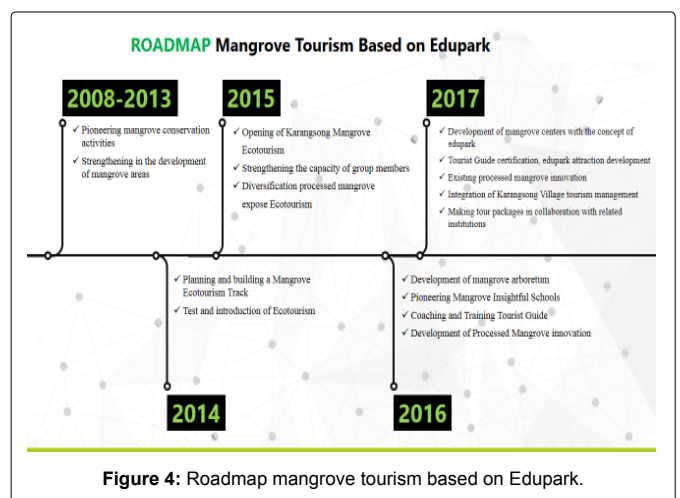 ROADMAP Mangrove Tourism Based on Edupark
2008-2013
✓ Pioneering mangrove conservation
activities
✓ Strengthening in the development
of mangrove areas
2015
✓ Opening of Karangsong Mangrove
Ecotourism
✓ Strengthening the capacity of group members
✓ Diversification processed mangrove
expose Ecotourism
2017
✓ Development of mangrove centers with the concept of
edupark
✓ Tourist Guide certification, edupark attraction development
✓ Existing processed mangrove innovation
✓ Integration of Karangsong Village tourism management
✓ Making tour packages in collaboration with related
institutions
✓ Planning and building a Mangrove
Ecotourism Track
✓ Test and introduction of Ecotourism
2014
✓ Development of mangrove arboretum
✓ Pioneering Mangrove Insightful Schools
✓ Coaching and Training Tourist Guide
✓ Development of Processed Mangrove innovation
2016
Figure 4: Roadmap mangrove tourism based on Edupark.